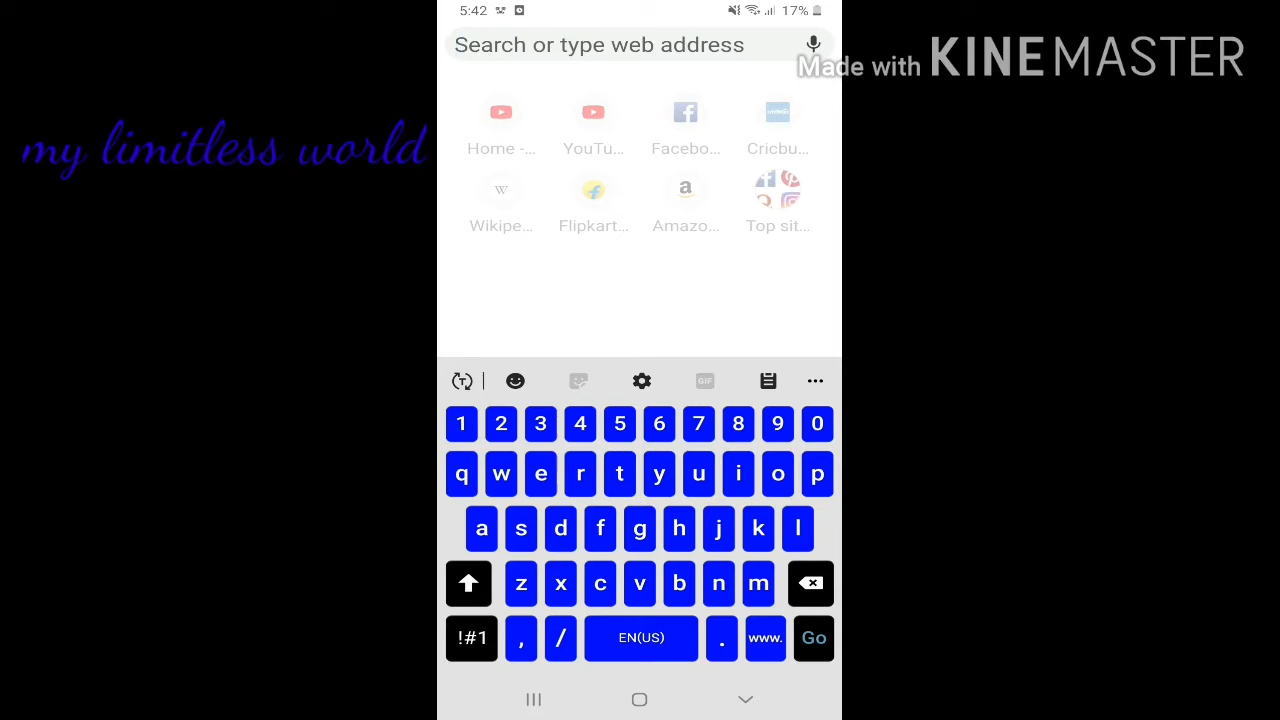 5:42
17%
Search or type web address
Made with KINEMASTER
my limitless world
Home -... YouTu... Facebo... Cricbu...
W
a
Wikipe... Flipkart... Amazo... Top sit...
T GIF
1 2 3 4 5 6 7 8 9 0
q w e r t y u i o p
a s d f g h j k l
z x c v b n m
!#1 , / EN(US) . www. Go